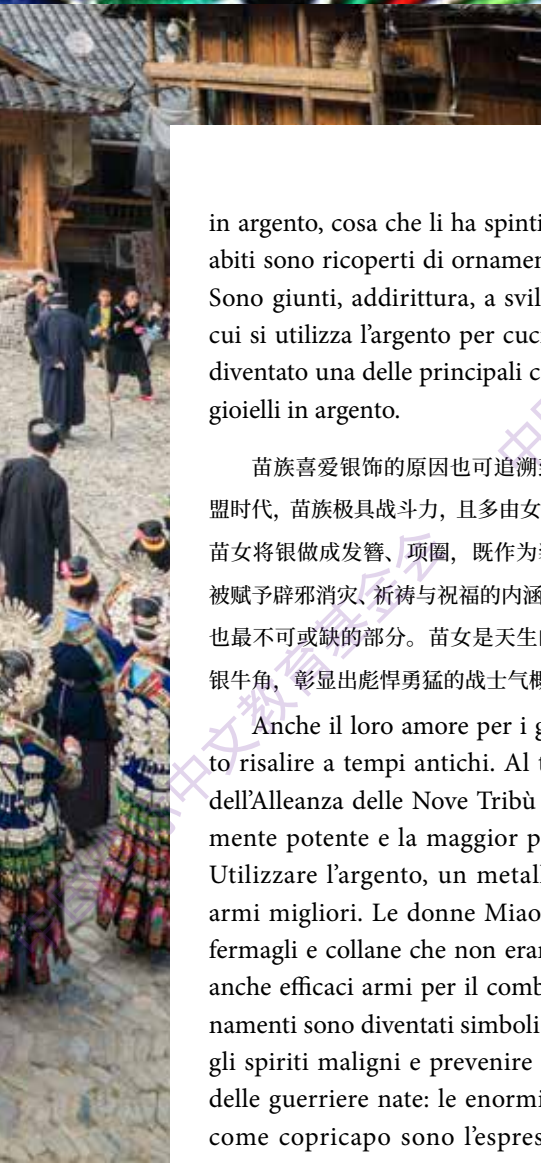 in argento, cosa che li ha spinti
abiti sono ricoperti di ornamen
Sono giunti, addirittura, a svil
cui si utilizza l’argento per cuc
diventato una delle principali c
gioielli in argento.
苗族喜爱银饰的原因也可追溯
盟时代, 苗族极具战斗力, 且多由女
苗女将银做成发簪、项圈, 既作为
被赋予辟邪消灾、祈祷与祝福的内涵
也最不可或缺的部分。苗女是天生
银牛角, 彰显出彪悍勇猛的战士气概
Anche il loro amore per i g
to risalire a tempi antichi. Al t
dell’Alleanza delle Nove Tribù
mente potente e la maggior p
Utilizzare l’argento, un metall
armi migliori. Le donne Miao
fermagli e collane che non eran
anche efficaci armi per il comb
namenti sono diventati simboli
gli spiriti maligni e prevenire
delle guerriere nate: le enormi
come copricapo sono l’espres
中文教育基金会